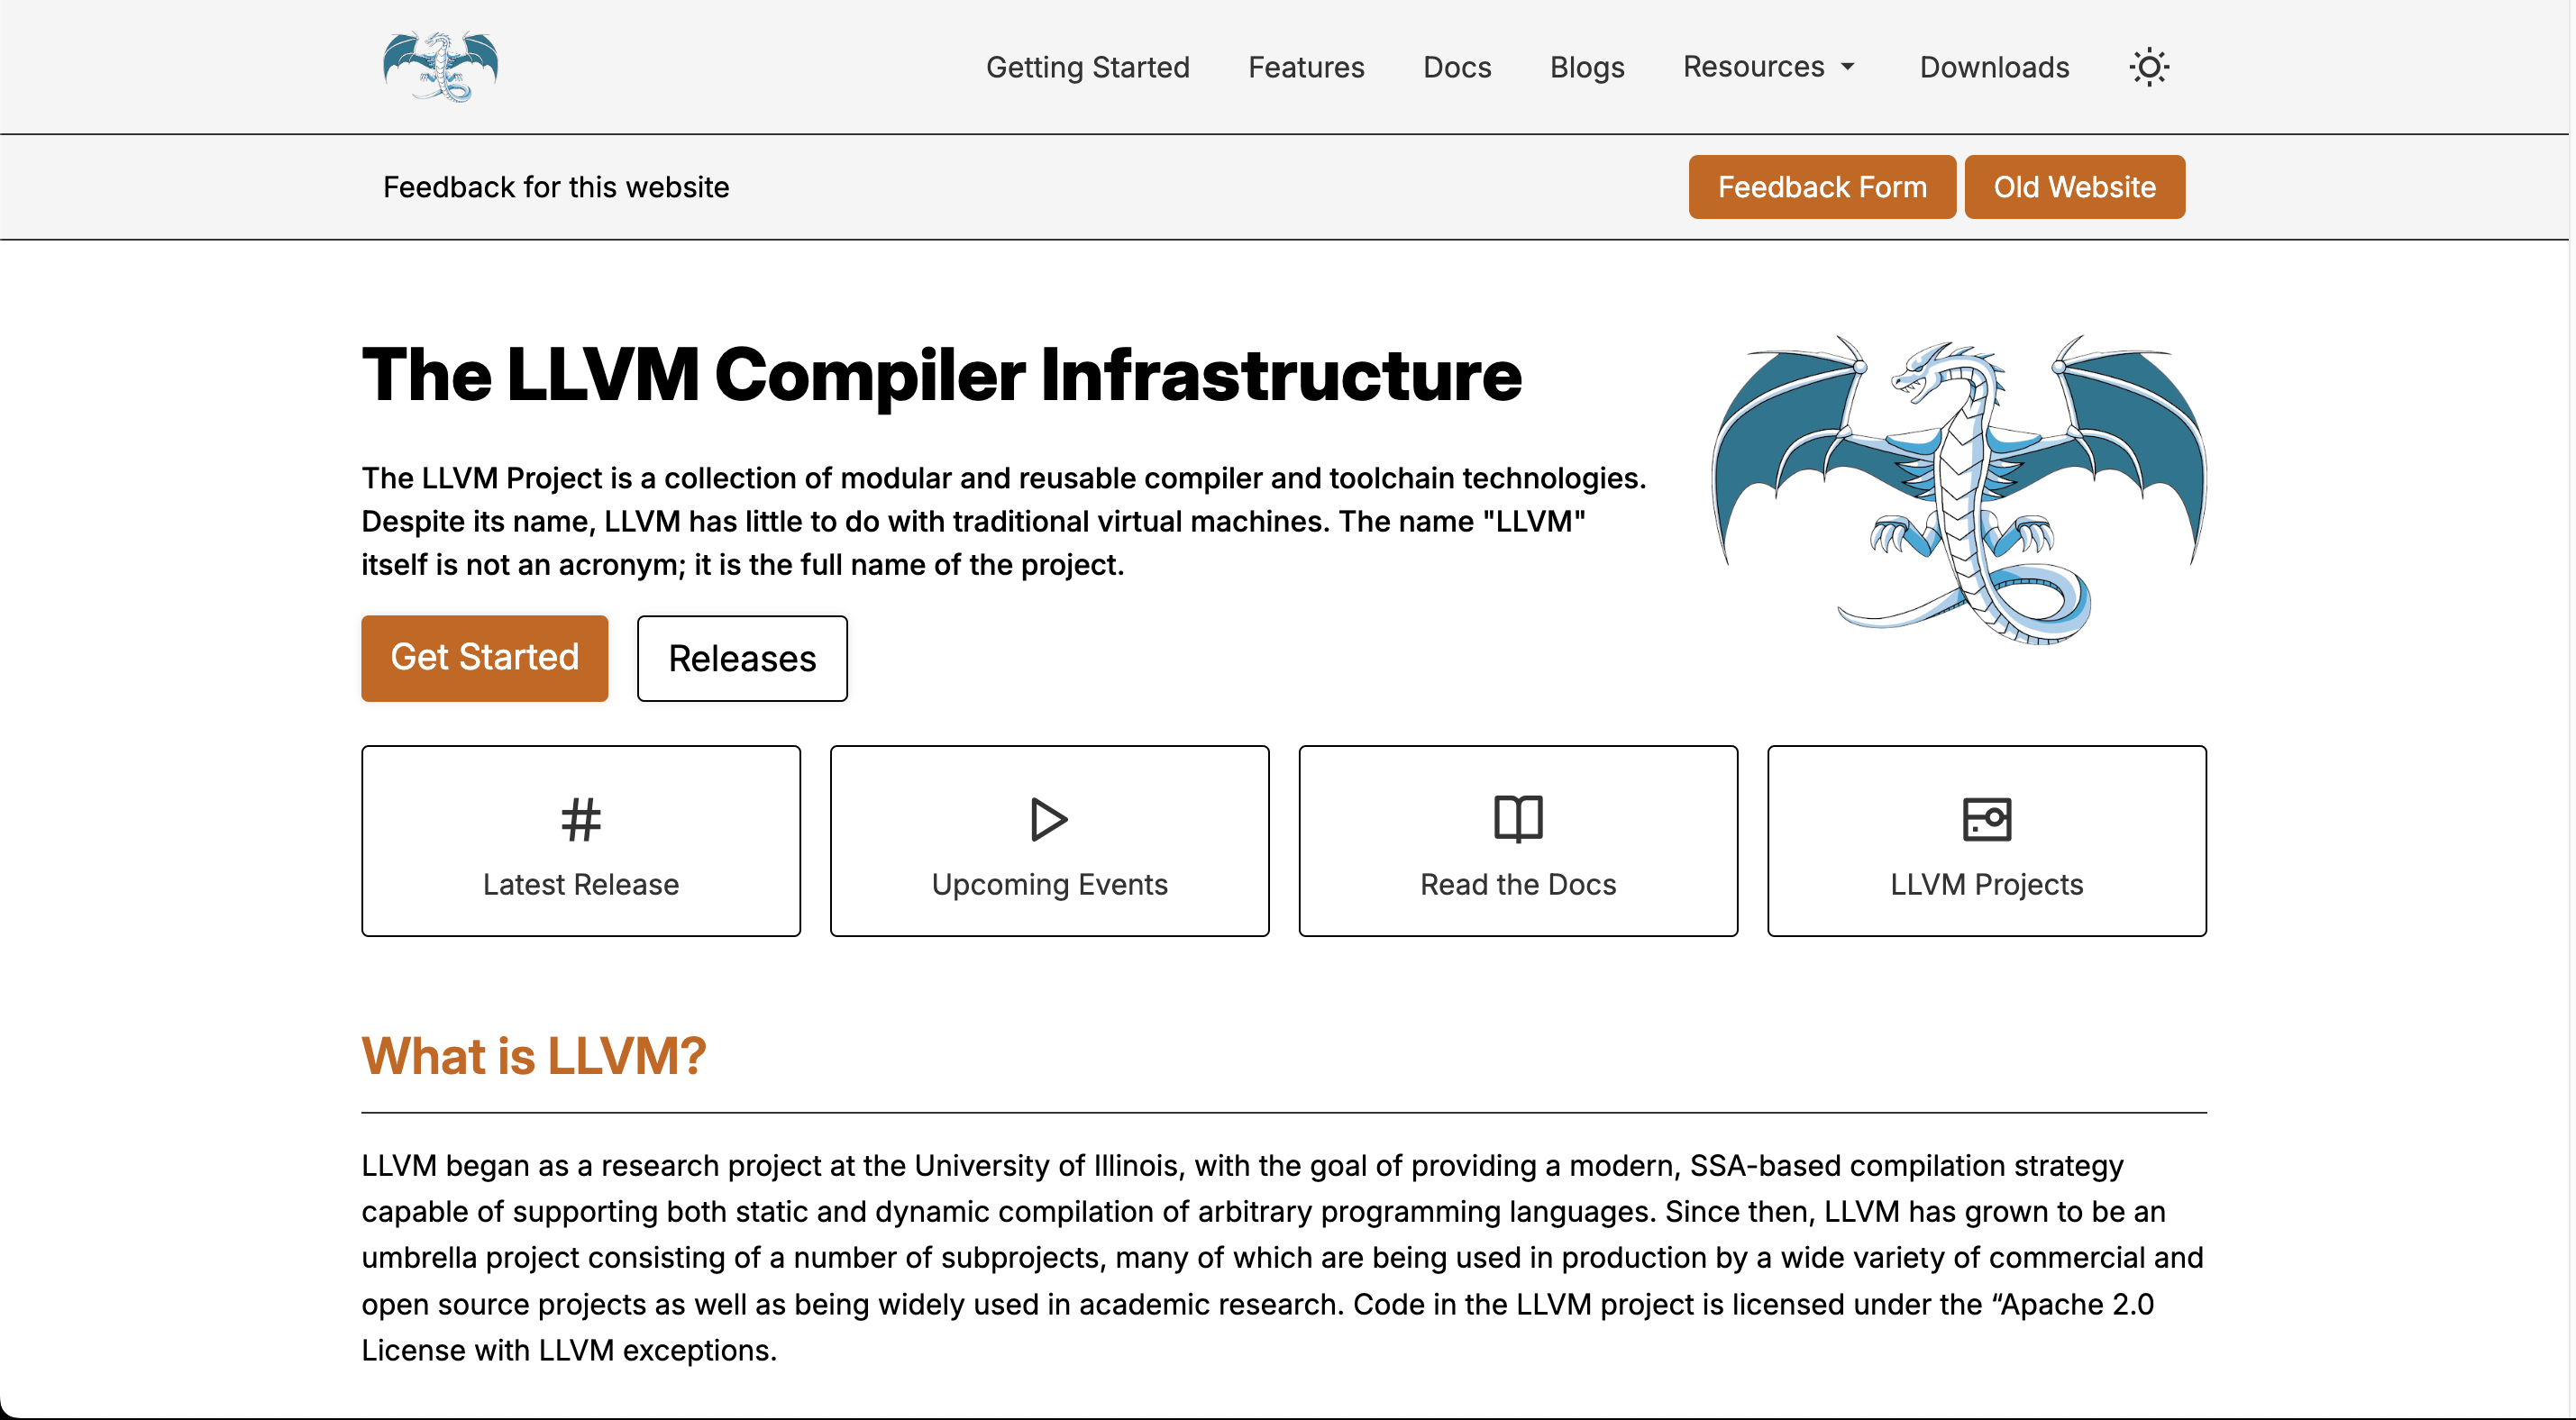 Getting Started Features Docs Blogs Resources Downloads
Feedback for this website Feedback Form Old Website
The LLVM Compiler Infrastructure
The LLVM Project is a collection of modular and reusable compiler and toolchain technologies.
Despite its name, LLVM has little to do with traditional virtual machines. The name "LLVM"
itself is not an acronym; it is the full name of the project.
Get Started Releases
Latest Release Upcoming Events Read the Docs LLVM Projects
What is LLVM?
LLVM began as a research project at the University of Illinois, with the goal of providing a modern, SSA-based compilation strategy
capable of supporting both static and dynamic compilation of arbitrary programming languages. Since then, LLVM has grown to be an
umbrella project consisting of a number of subprojects, many of which are being used in production by a wide variety of commercial and
open source projects as well as being widely used in academic research. Code in the LLVM project is licensed under the “Apache 2.0
License with LLVM exceptions.